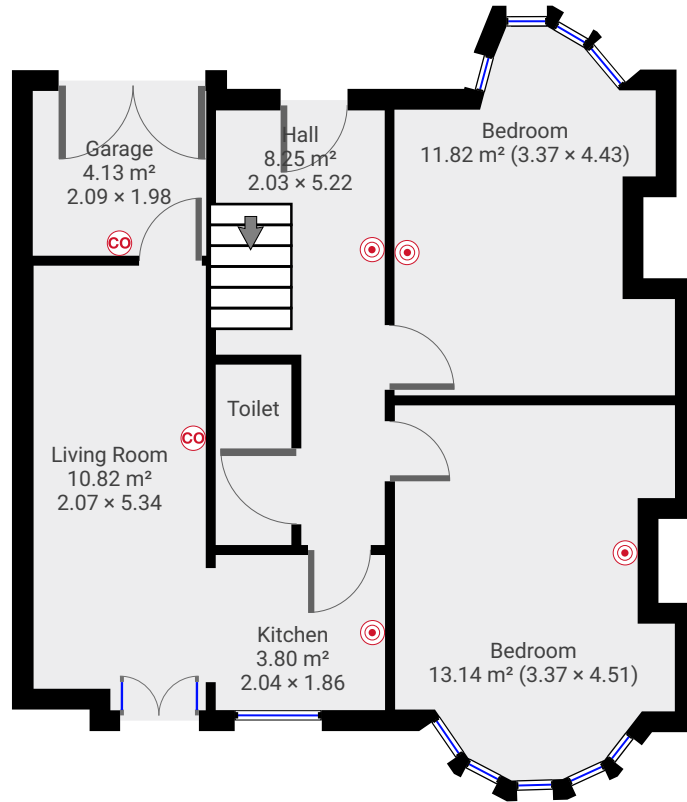 Hall
8.25 m²
2.03 × 5.22
Bedroom
11.82 m² (3.37 × 4.43)
Garage
4.13 m²
2.09 × 1.98
CO
Toilet
CO
Living Room
10.82 m²
2.07 × 5.34
Kitchen
3.80 m²
2.04 × 1.86
Bedroom
13.14 m² (3.37 × 4.51)